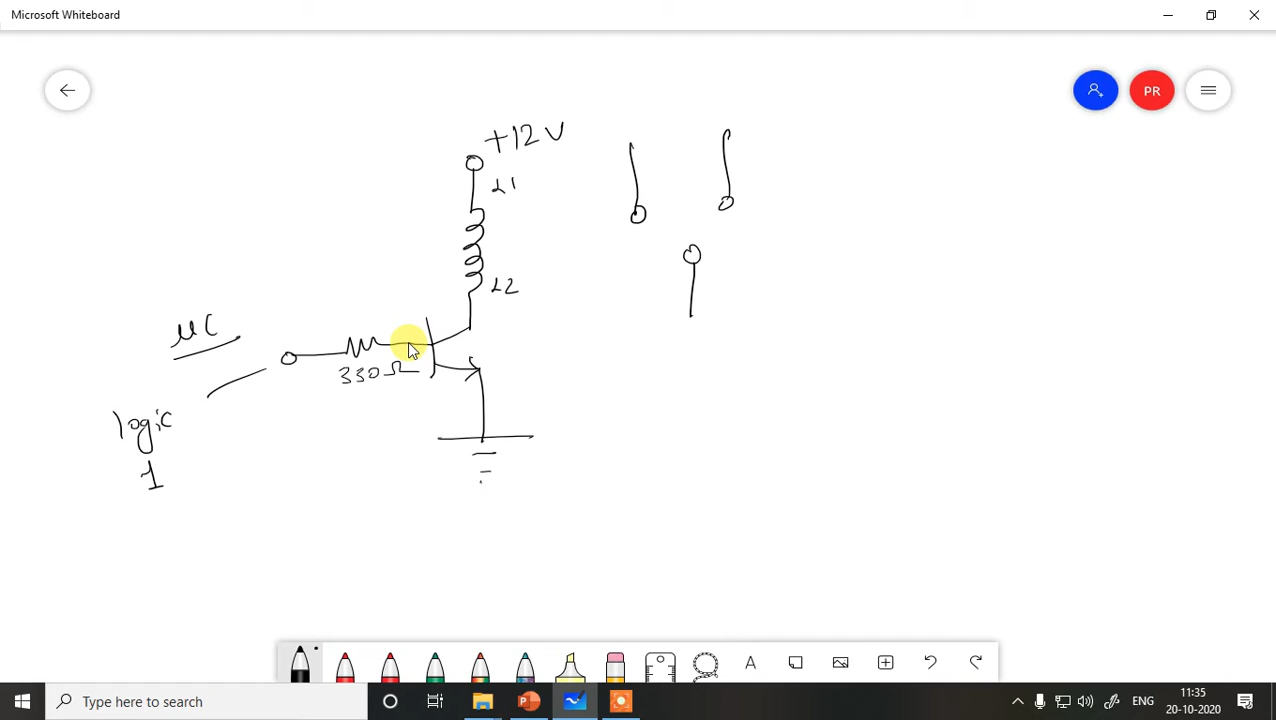 Microsoft Whiteboard
PR
+12V
L1
L2
μC
330Ω
logic
1
A
Type here to search
ENG
11:35
20-10-2020